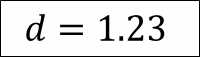 d = 1.23